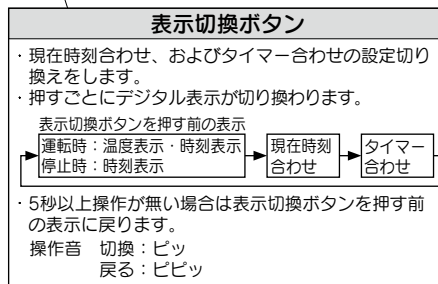 表示切換ボタン
・現在時刻合わせ、およびタイマー合わせの設定切り
換えをします。
・押すごとにデジタル表示が切り換わります。
表示切換ボタンを押す前の表示
運転時：温度表示・時刻表示
停止時：時刻表示
現在時刻
合わせ
タイマー
合わせ
・5秒以上操作が無い場合は表示切換ボタンを押す前
の表示に戻ります。
操作音　切換：ピッ
戻る：ピピッ